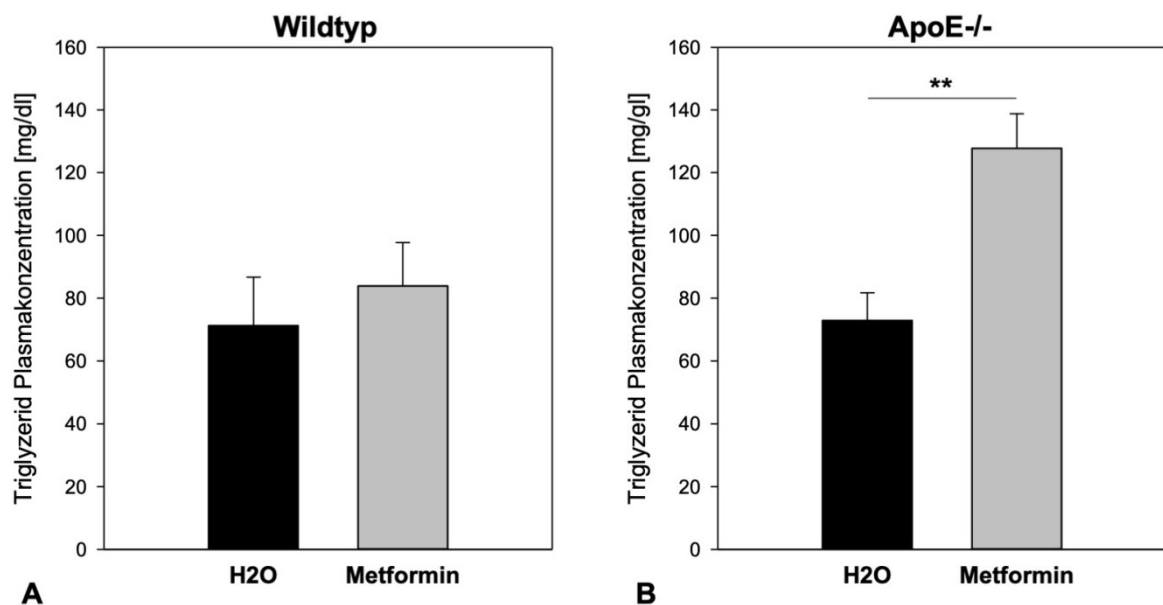 Wildtyp
160
140
120
100
80
60
40
20
0
Triglyzerid Plasmakonzentration [mg/dl]
H2O Metformin
A
ApoE-/-
160
140
120
100
80
60
40
20
0
Triglyzerid Plasmakonzentration [mg/gl]
**
H2O Metformin
B